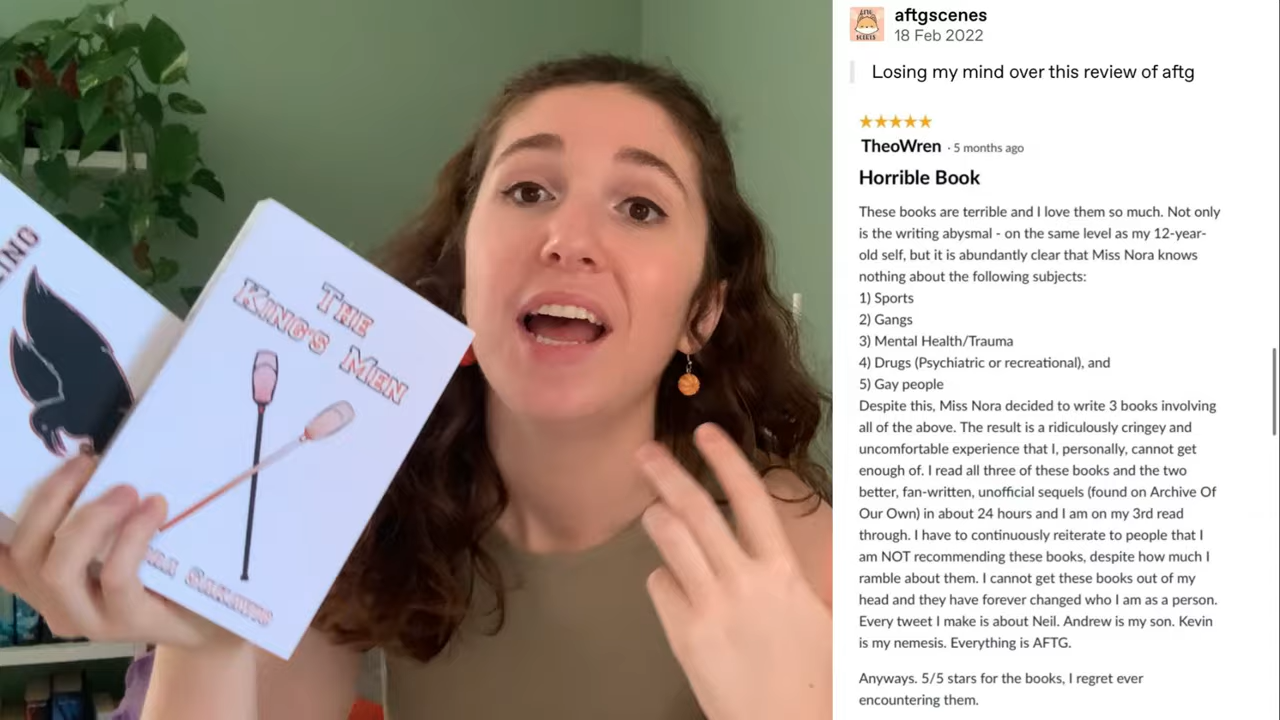 THE
KING'S MEN
aftgscenes
18 Feb 2022
Losing my mind over this review of aftg
TheoWren · 5 months ago
Horrible Book
These books are terrible and I love them so much. Not only
is the writing abysmal - on the same level as my 12-year-
old self, but it is abundantly clear that Miss Nora knows
nothing about the following subjects:
1) Sports
2) Gangs
3) Mental Health/Trauma
4) Drugs (Psychiatric or recreational), and
5) Gay people
Despite this, Miss Nora decided to write 3 books involving
all of the above. The result is a ridiculously cringey and
uncomfortable experience that I, personally, cannot get
enough of. I read all three of these books and the two
better, fan-written, unofficial sequels (found on Archive Of
Our Own) in about 24 hours and I am on my 3rd read
through. I have to continuously reiterate to people that I
am NOT recommending these books, despite how much I
ramble about them. I cannot get these books out of my
head and they have forever changed who I am as a person.
Every tweet I make is about Neil. Andrew is my son. Kevin
is my nemesis. Everything is AFTG.
Anyways. 5/5 stars for the books, I regret ever
encountering them.